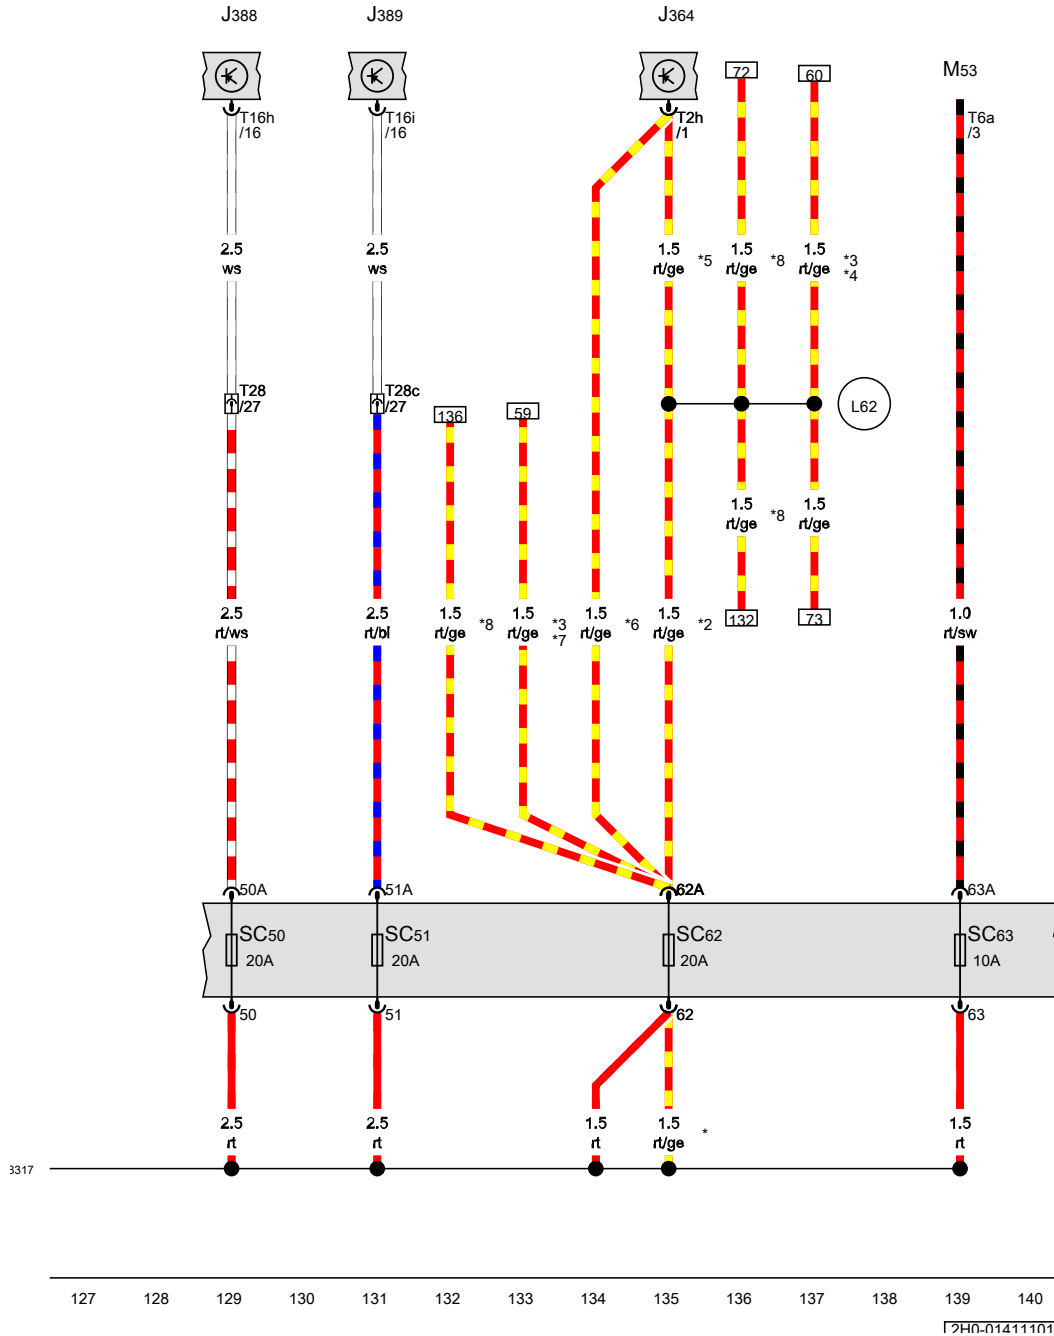 J388 J389 J364
72 60 M53
T16h /16 T16i /16 T2h /1 T6a /3
2.5 ws 2.5 ws 1.5 rt/ge *5 1.5 rt/ge *8 1.5 rt/ge *3 *4
T28 /27 T28c /27 136 59 L62
1.5 rt/ge *8 1.5 rt/ge
2.5 rt/ws 2.5 rt/bl 1.5 rt/ge *8 1.5 rt/ge *3 *7 1.5 rt/ge *6 1.5 rt/ge *2 132 73 1.0 rt/sw
50A 51A 62A 63A
SC50 20A SC51 20A SC62 20A SC63 10A
50 51 62 63
2.5 rt 2.5 rt 1.5 rt 1.5 rt/ge * 1.5 rt
127 128 129 130 131 132 133 134 135 136 137 138 139 140
2H0-01411101